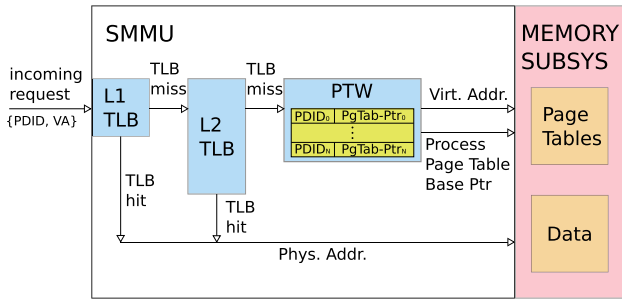 SMMU
MEMORY
SUBSYS
incoming
request
{PDID, VA}
L1
TLB
TLB
miss
L2
TLB
TLB
miss
PTW
PDID₀ PgTab-Ptr₀
⋮
PDIDₙ PgTab-Ptrₙ
Virt. Addr.
Process
Page Table
Base Ptr
Page
Tables
TLB
hit
TLB
hit
Phys. Addr.
Data